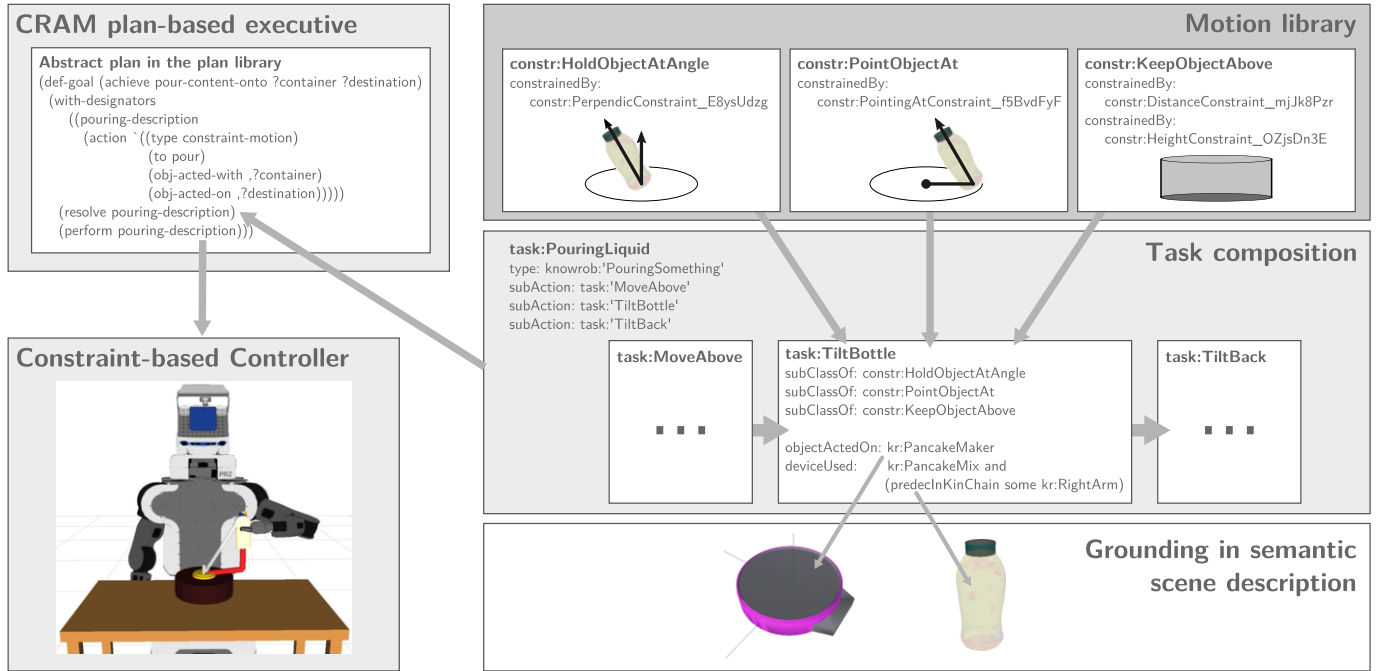 CRAM plan-based executive
Abstract plan in the plan library
(def-goal (achieve pour-content-onto ?container ?destination)
(with-designators
((pouring-description
(action `((type constraint-motion)
(to pour)
(obj-acted-with ,?container)
(obj-acted-on ,?destination)))))
(resolve pouring-description)
(perform pouring-description)))
Constraint-based Controller
PR2
Motion library
constr:HoldObjectAtAngle
constrainedBy:
constr:PerpendicConstraint_E8ysUdzg
constr:PointObjectAt
constrainedBy:
constr:PointingAtConstraint_f5BvdFyF
constr:KeepObjectAbove
constrainedBy:
constr:DistanceConstraint_mjJk8Pzr
constrainedBy:
constr:HeightConstraint_OZjsDn3E
Task composition
task:PouringLiquid
type: knowrob:'PouringSomething'
subAction: task:'MoveAbove'
subAction: task:'TiltBottle'
subAction: task:'TiltBack'
task:MoveAbove
...
task:TiltBottle
subClassOf: constr:HoldObjectAtAngle
subClassOf: constr:PointObjectAt
subClassOf: constr:KeepObjectAbove
objectActedOn: kr:PancakeMaker
deviceUsed: kr:PancakeMix and
(predecInKinChain some kr:RightArm)
task:TiltBack
...
Grounding in semantic
scene description